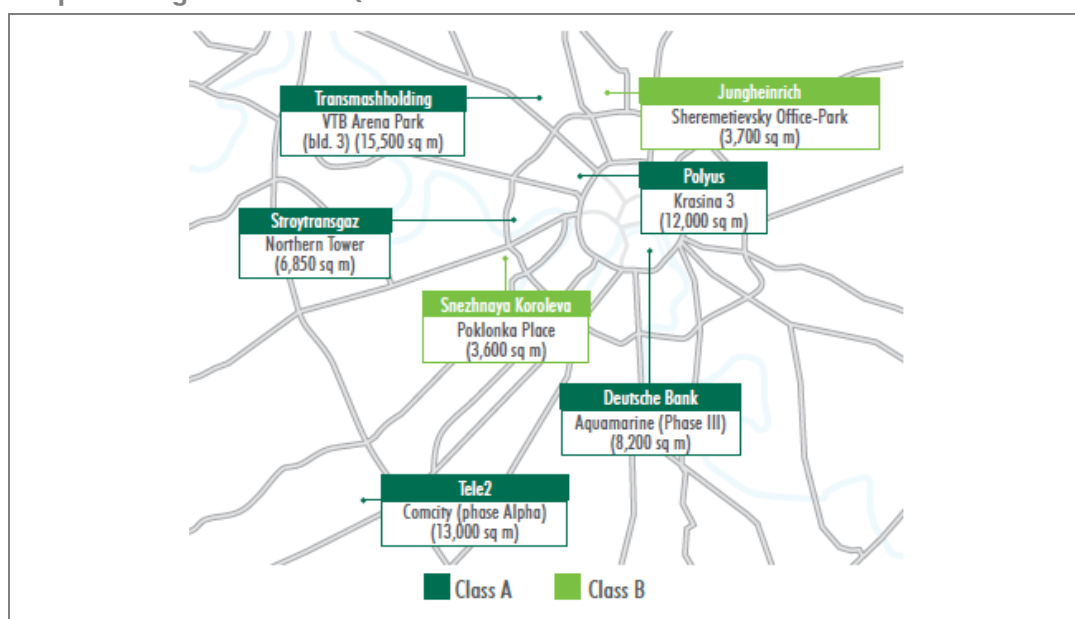 Transmashholding
VTB Arena Park
(bld. 3) (15,500 sq m)
Jungheinrich
Sheremetievsky Office-Park
(3,700 sq m)
Polyus
Krasina 3
(12,000 sq m)
Stroytransgaz
Northern Tower
(6,850 sq m)
Snezhnaya Koroleva
Poklonka Place
(3,600 sq m)
Deutsche Bank
Aquamarine (Phase III)
(8,200 sq m)
Tele2
Comcity (phase Alpha)
(13,000 sq m)
Class A
Class B